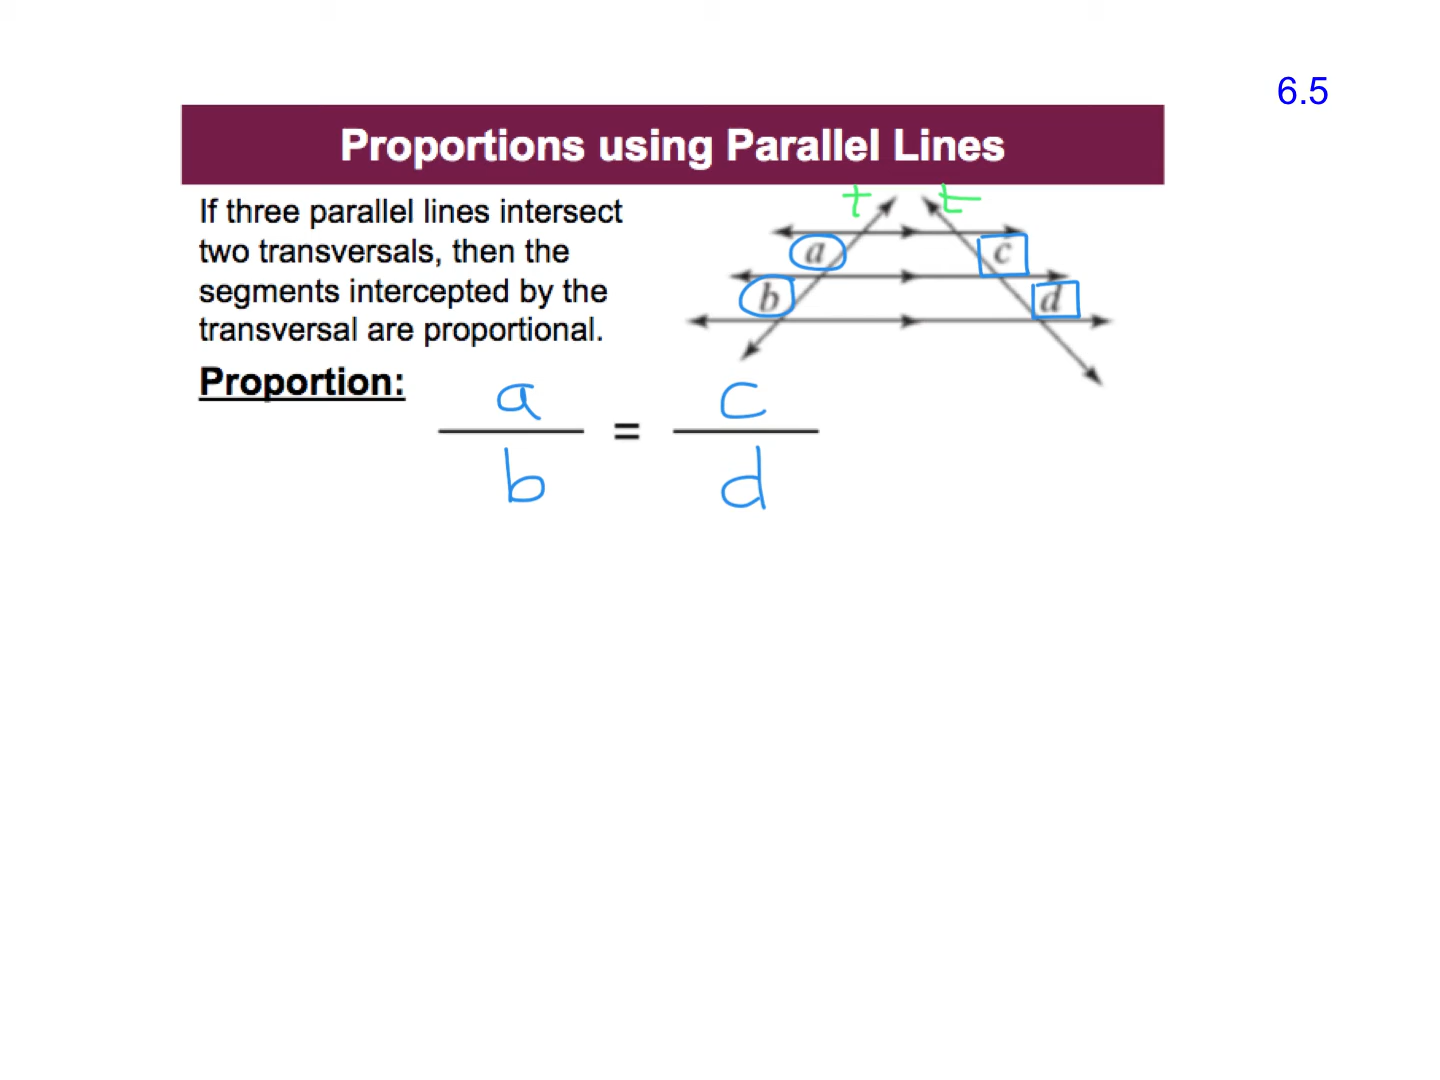 6.5
Proportions using Parallel Lines
If three parallel lines intersect
two transversals, then the
segments intercepted by the
transversal are proportional.
t t
a c
b d
Proportion:
a c
=
b d